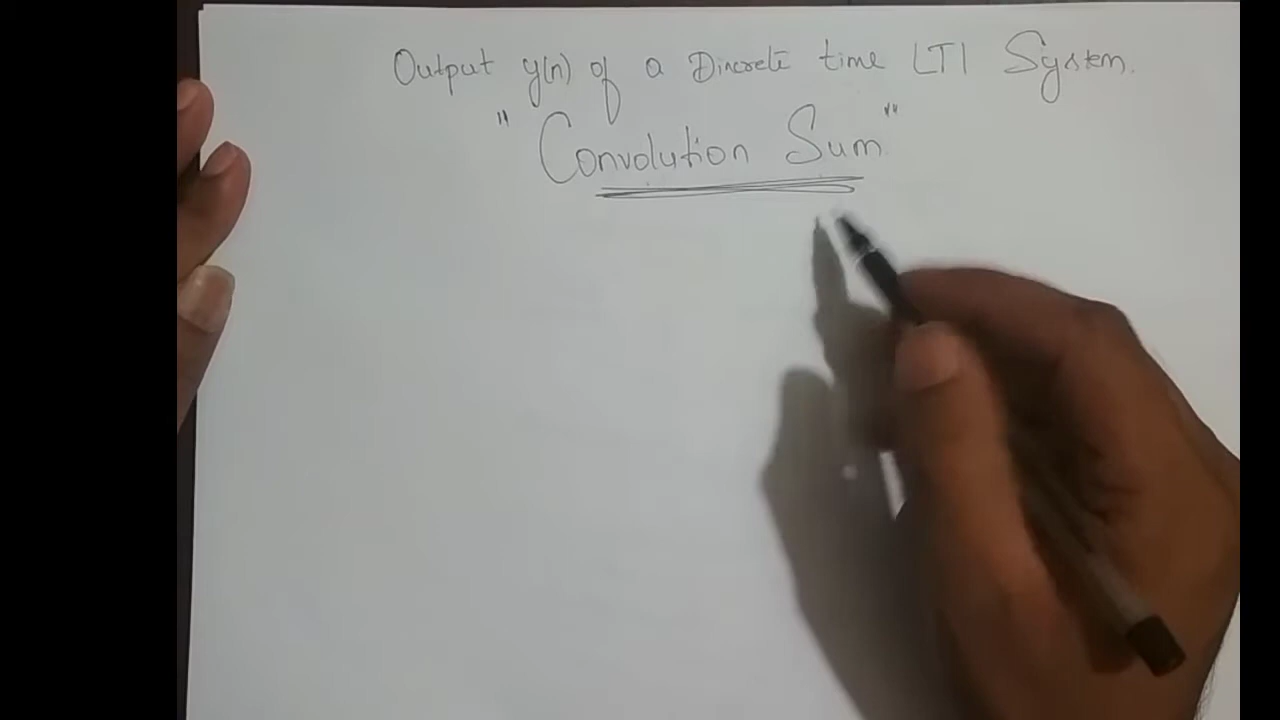 Output y(n) of a Discrete time LTI System.
"Convolution Sum"